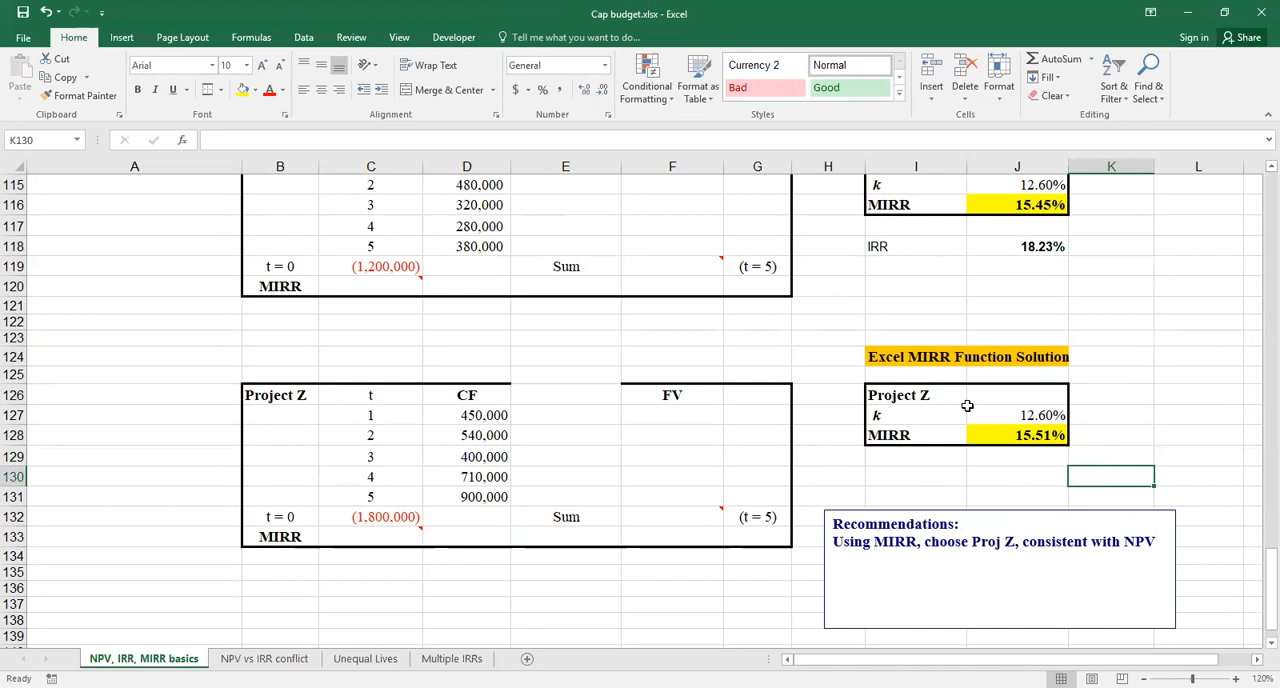 Cap budget.xlsx - Excel
File Home Insert Page Layout Formulas Data Review View Developer Tell me what you want to do... Sign in Share
Paste Cut Copy Format Painter Clipboard
Arial 10 A A B I U A Font
Wrap Text Merge & Center Alignment
General $ % , Number
Conditional Formatting Format as Table Currency 2 Normal Bad Good Styles
Insert Delete Format Cells
AutoSum Fill Clear Sort & Filter Find & Select Editing
K130 fx
A B C D E F G H I J K L
115 2 480,000 k 12.60%
116 3 320,000 MIRR 15.45%
117 4 280,000
118 5 380,000 IRR 18.23%
119 t = 0 (1,200,000) Sum (t = 5)
120 MIRR
121
122
123
124 Excel MIRR Function Solution
125
126 Project Z t CF FV Project Z
127 1 450,000 k 12.60%
128 2 540,000 MIRR 15.51%
129 3 400,000
130 4 710,000
131 5 900,000
132 t = 0 (1,800,000) Sum (t = 5)
133 MIRR
134
135
136
137
138
139
Recommendations:
Using MIRR, choose Proj Z, consistent with NPV
NPV, IRR, MIRR basics NPV vs IRR conflict Unequal Lives Multiple IRRs
Ready 120%